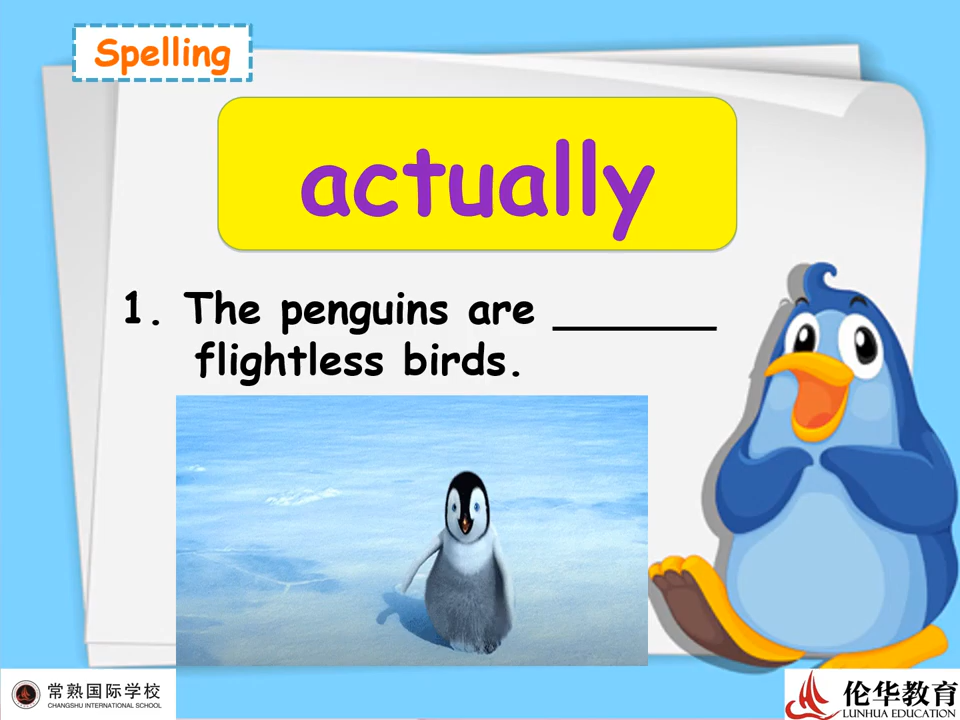 Spelling
actually
1. The penguins are ______
flightless birds.
常熟国际学校
CHANGSHU INTERNATIONAL SCHOOL
伦华教育
LUNHUA EDUCATION